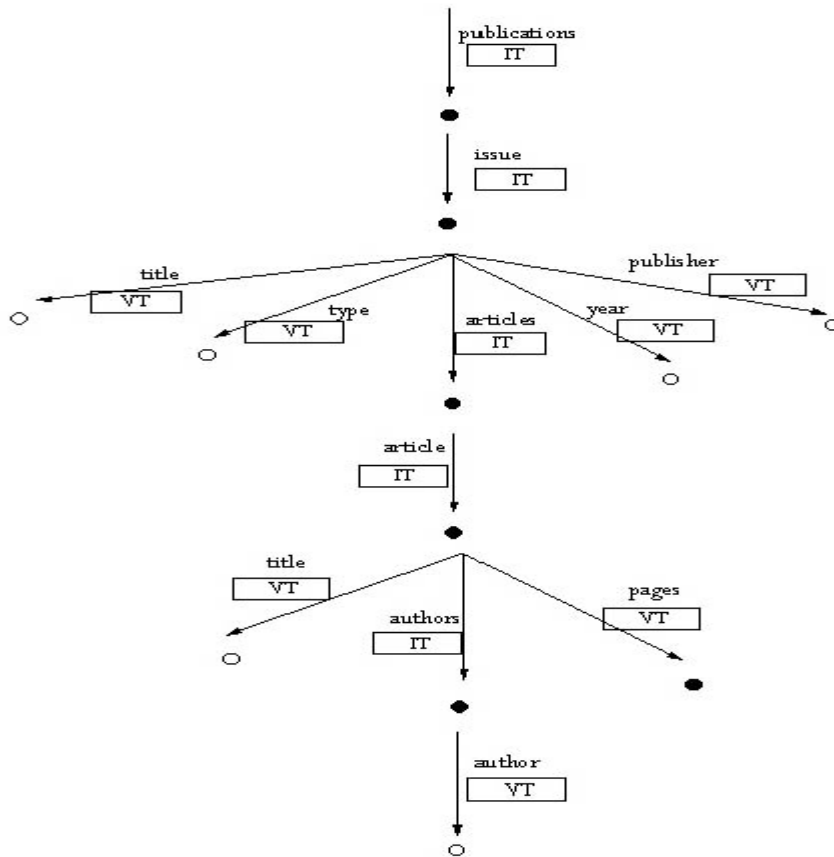 publications
IT
issue
IT
title
VT
type
VT
articles
IT
year
VT
publisher
VT
article
IT
title
VT
authors
IT
pages
VT
author
VT